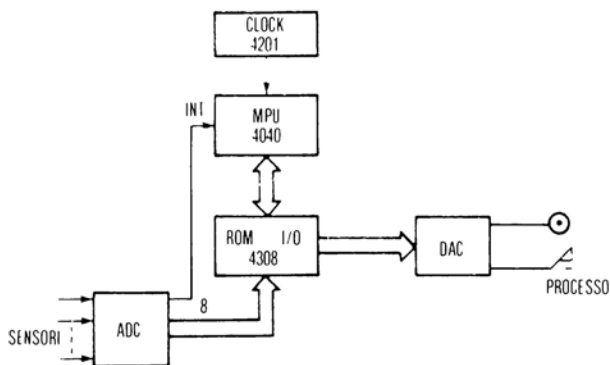 CLOCK
4201
INT
MPU
4040
ROM I/O
4308
DAC
PROCESSO
8
SENSORI
ADC